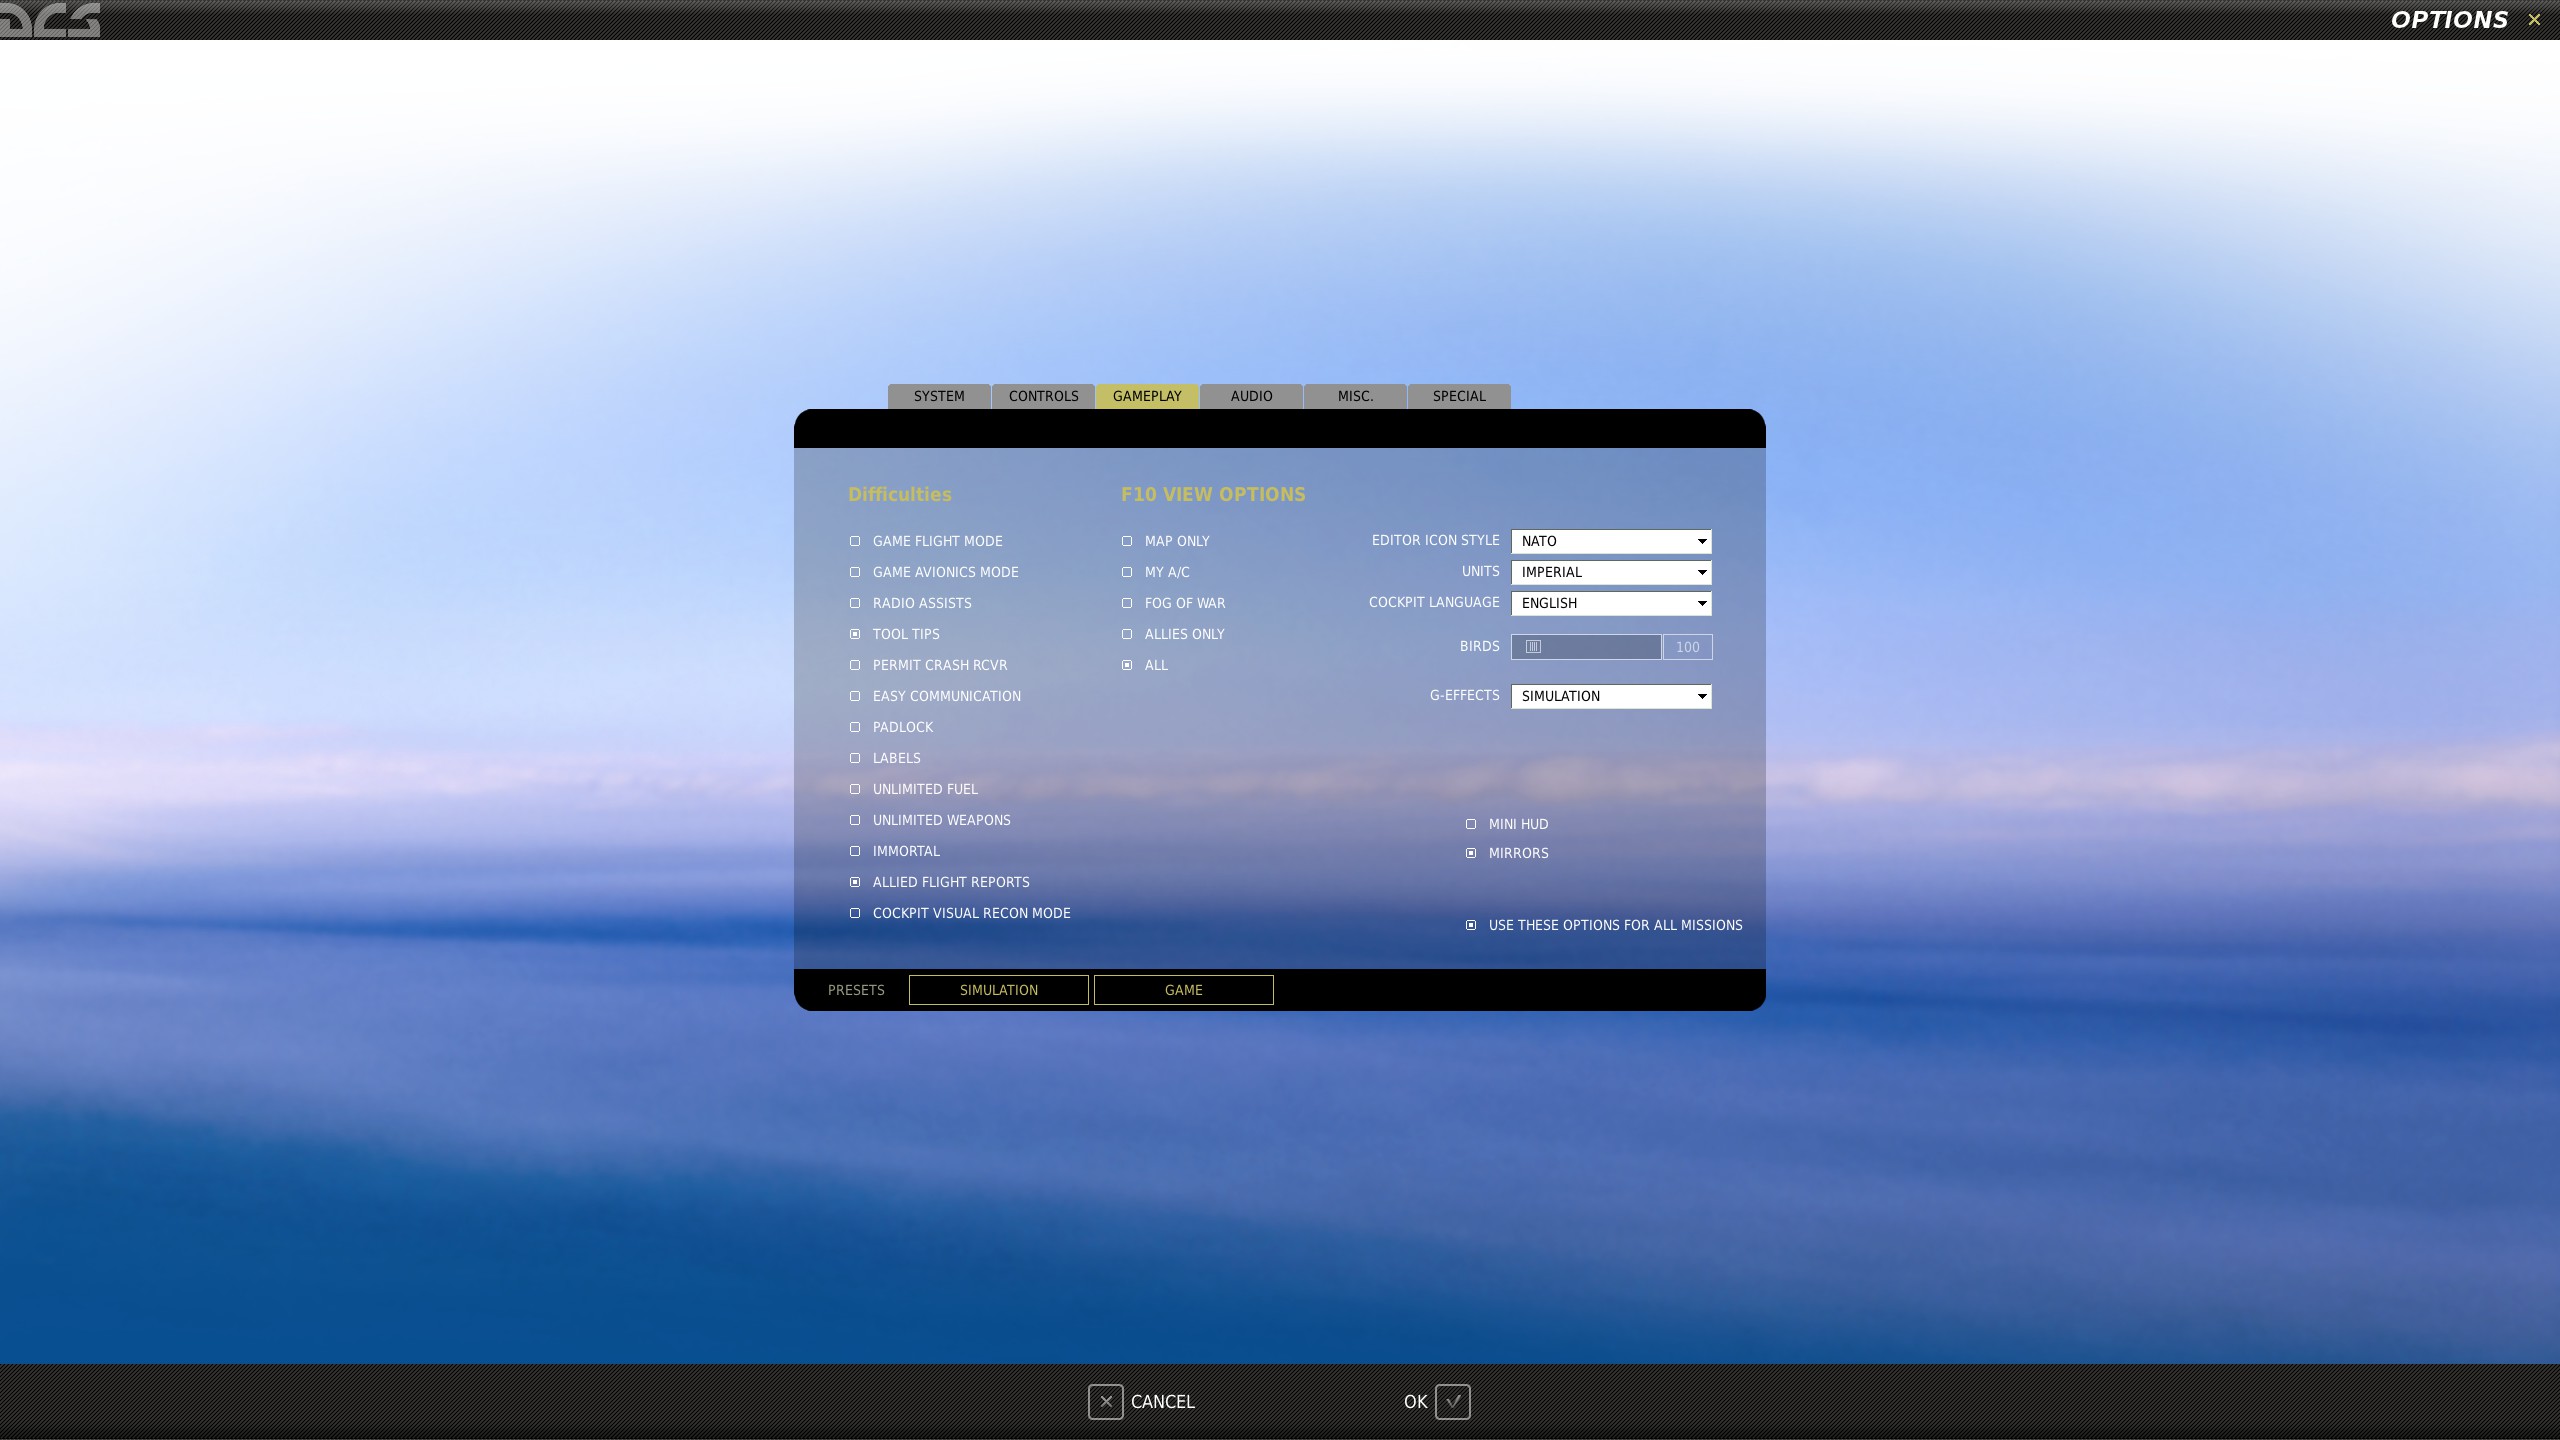 DCS
OPTIONS
SYSTEM CONTROLS GAMEPLAY AUDIO MISC. SPECIAL
Difficulties
GAME FLIGHT MODE
GAME AVIONICS MODE
RADIO ASSISTS
TOOL TIPS
PERMIT CRASH RCVR
EASY COMMUNICATION
PADLOCK
LABELS
UNLIMITED FUEL
UNLIMITED WEAPONS
IMMORTAL
ALLIED FLIGHT REPORTS
COCKPIT VISUAL RECON MODE
F10 VIEW OPTIONS
MAP ONLY
MY A/C
FOG OF WAR
ALLIES ONLY
ALL
EDITOR ICON STYLE NATO
UNITS IMPERIAL
COCKPIT LANGUAGE ENGLISH
BIRDS 100
G-EFFECTS SIMULATION
MINI HUD
MIRRORS
USE THESE OPTIONS FOR ALL MISSIONS
PRESETS SIMULATION GAME
CANCEL OK